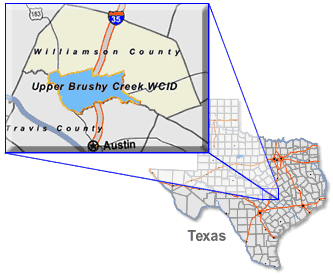 183
35
Williamson County
Upper Brushy Creek WCID
Travis County
Austin
Texas